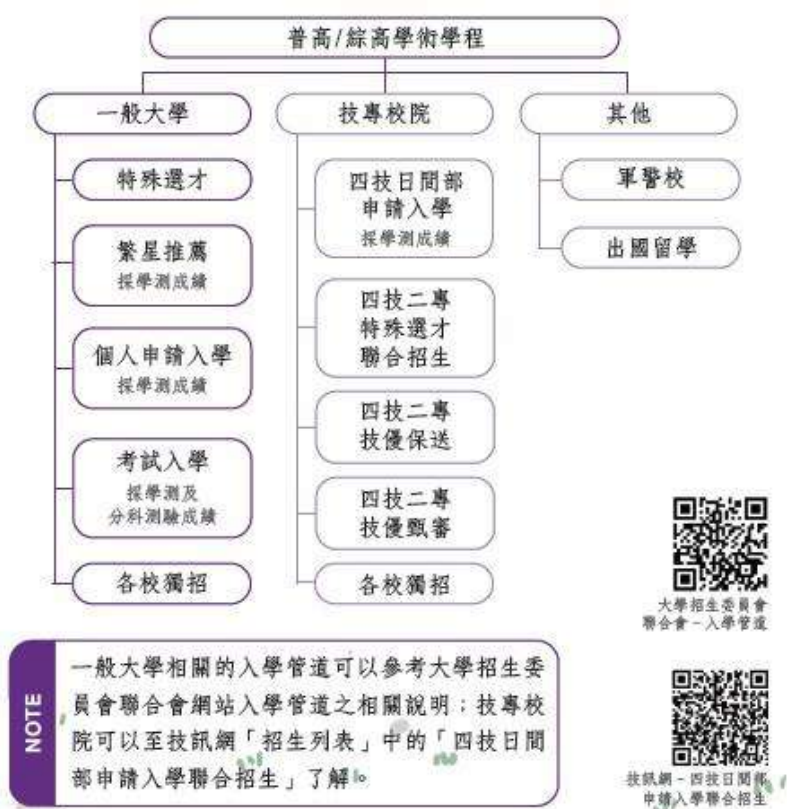 普高/綜高學術學程
一般大學
特殊選才
繁星推薦
採學測成績
個人申請入學
採學測成績
考試入學
採學測及
分科測驗成績
各校獨招
技專校院
四技日間部
申請入學
採學測成績
四技二專
特殊選才
聯合招生
四技二專
技優保送
四技二專
技優甄審
各校獨招
其他
軍警校
出國留學
大學招生委員會
聯合會－入學管道
NOTE
一般大學相關的入學管道可以參考大學招生委
員會聯合會網站入學管道之相關說明；技專校
院可以至技訊網「招生列表」中的「四技日間
部申請入學聯合招生」了解。
技訊網－四技日間部
申請入學聯合招生